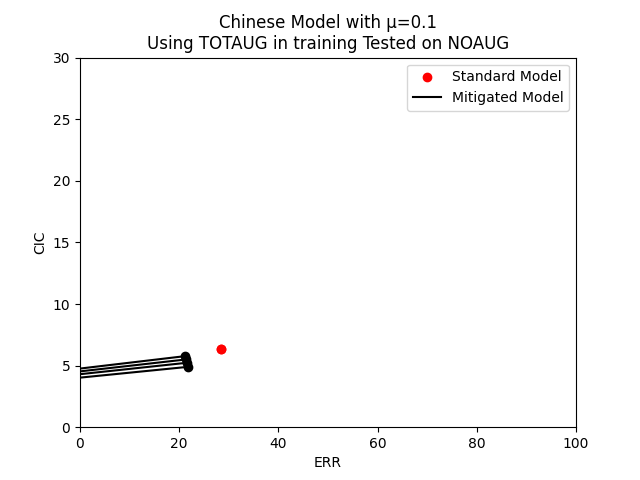 Chinese Model with μ=0.1
Using TOTAUG in training Tested on NOAUG
Standard Model
Mitigated Model
30
25
20
15
10
5
0
CIC
0 20 40 60 80 100
ERR